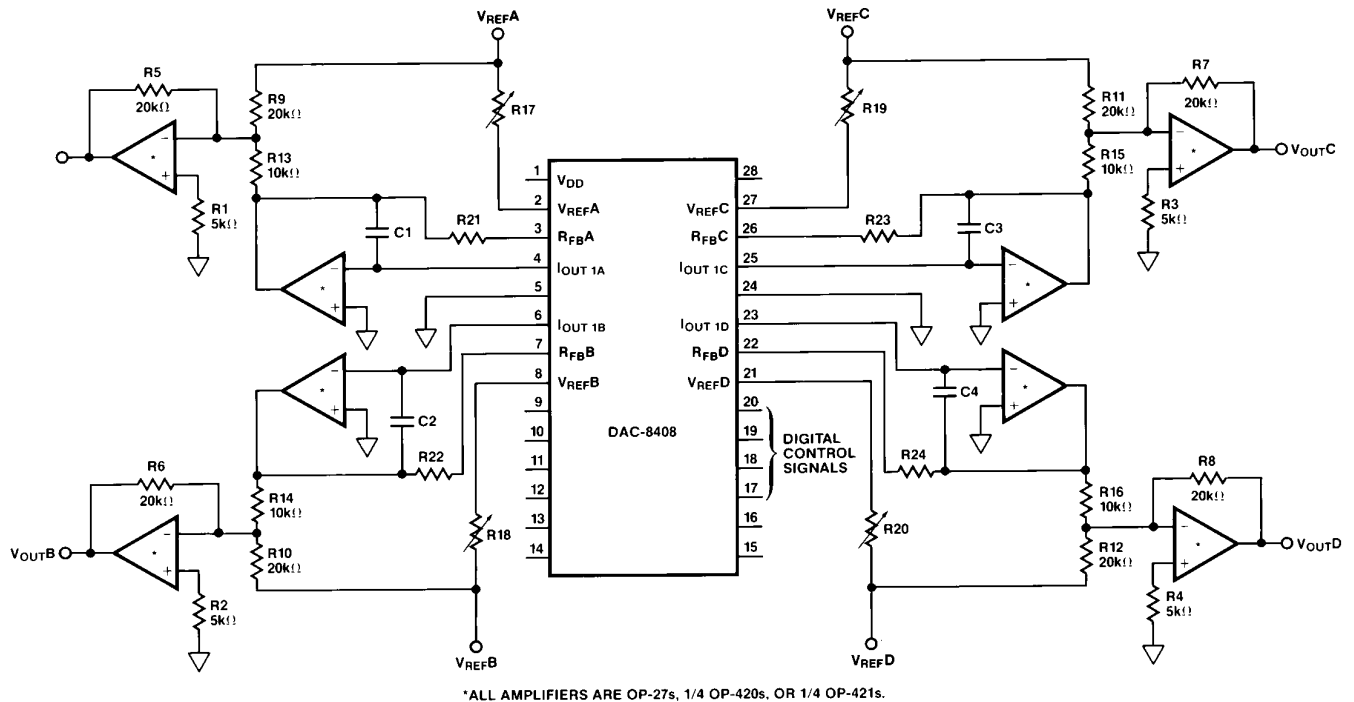 VREFA
VREFC
R5
20kΩ
R9
20kΩ
R17
R19
R11
20kΩ
R7
20kΩ
-
*
+
R13
10kΩ
R15
10kΩ
-
*
+
VOUTC
R1
5kΩ
R3
5kΩ
C1
R21
R23
C3
-
*
+
-
*
+
1 VDD
2 VREFA
3 RFBA
4 IOUT 1A
5
6 IOUT 1B
7 RFBB
8 VREFB
9
10
11
12
13
14
DAC-8408
28
VREFC 27
RFBC 26
IOUT 1C 25
24
IOUT 1D 23
RFBD 22
VREFD 21
20
19
18
17
16
15
DIGITAL
CONTROL
SIGNALS
-
*
+
C2
R22
C4
R24
-
*
+
R6
20kΩ
R14
10kΩ
R10
20kΩ
R18
R20
R16
10kΩ
R12
20kΩ
R8
20kΩ
VOUTB
-
*
+
-
*
+
VOUTD
R2
5kΩ
R4
5kΩ
VREFB
VREFD
*ALL AMPLIFIERS ARE OP-27s, 1/4 OP-420s, OR 1/4 OP-421s.